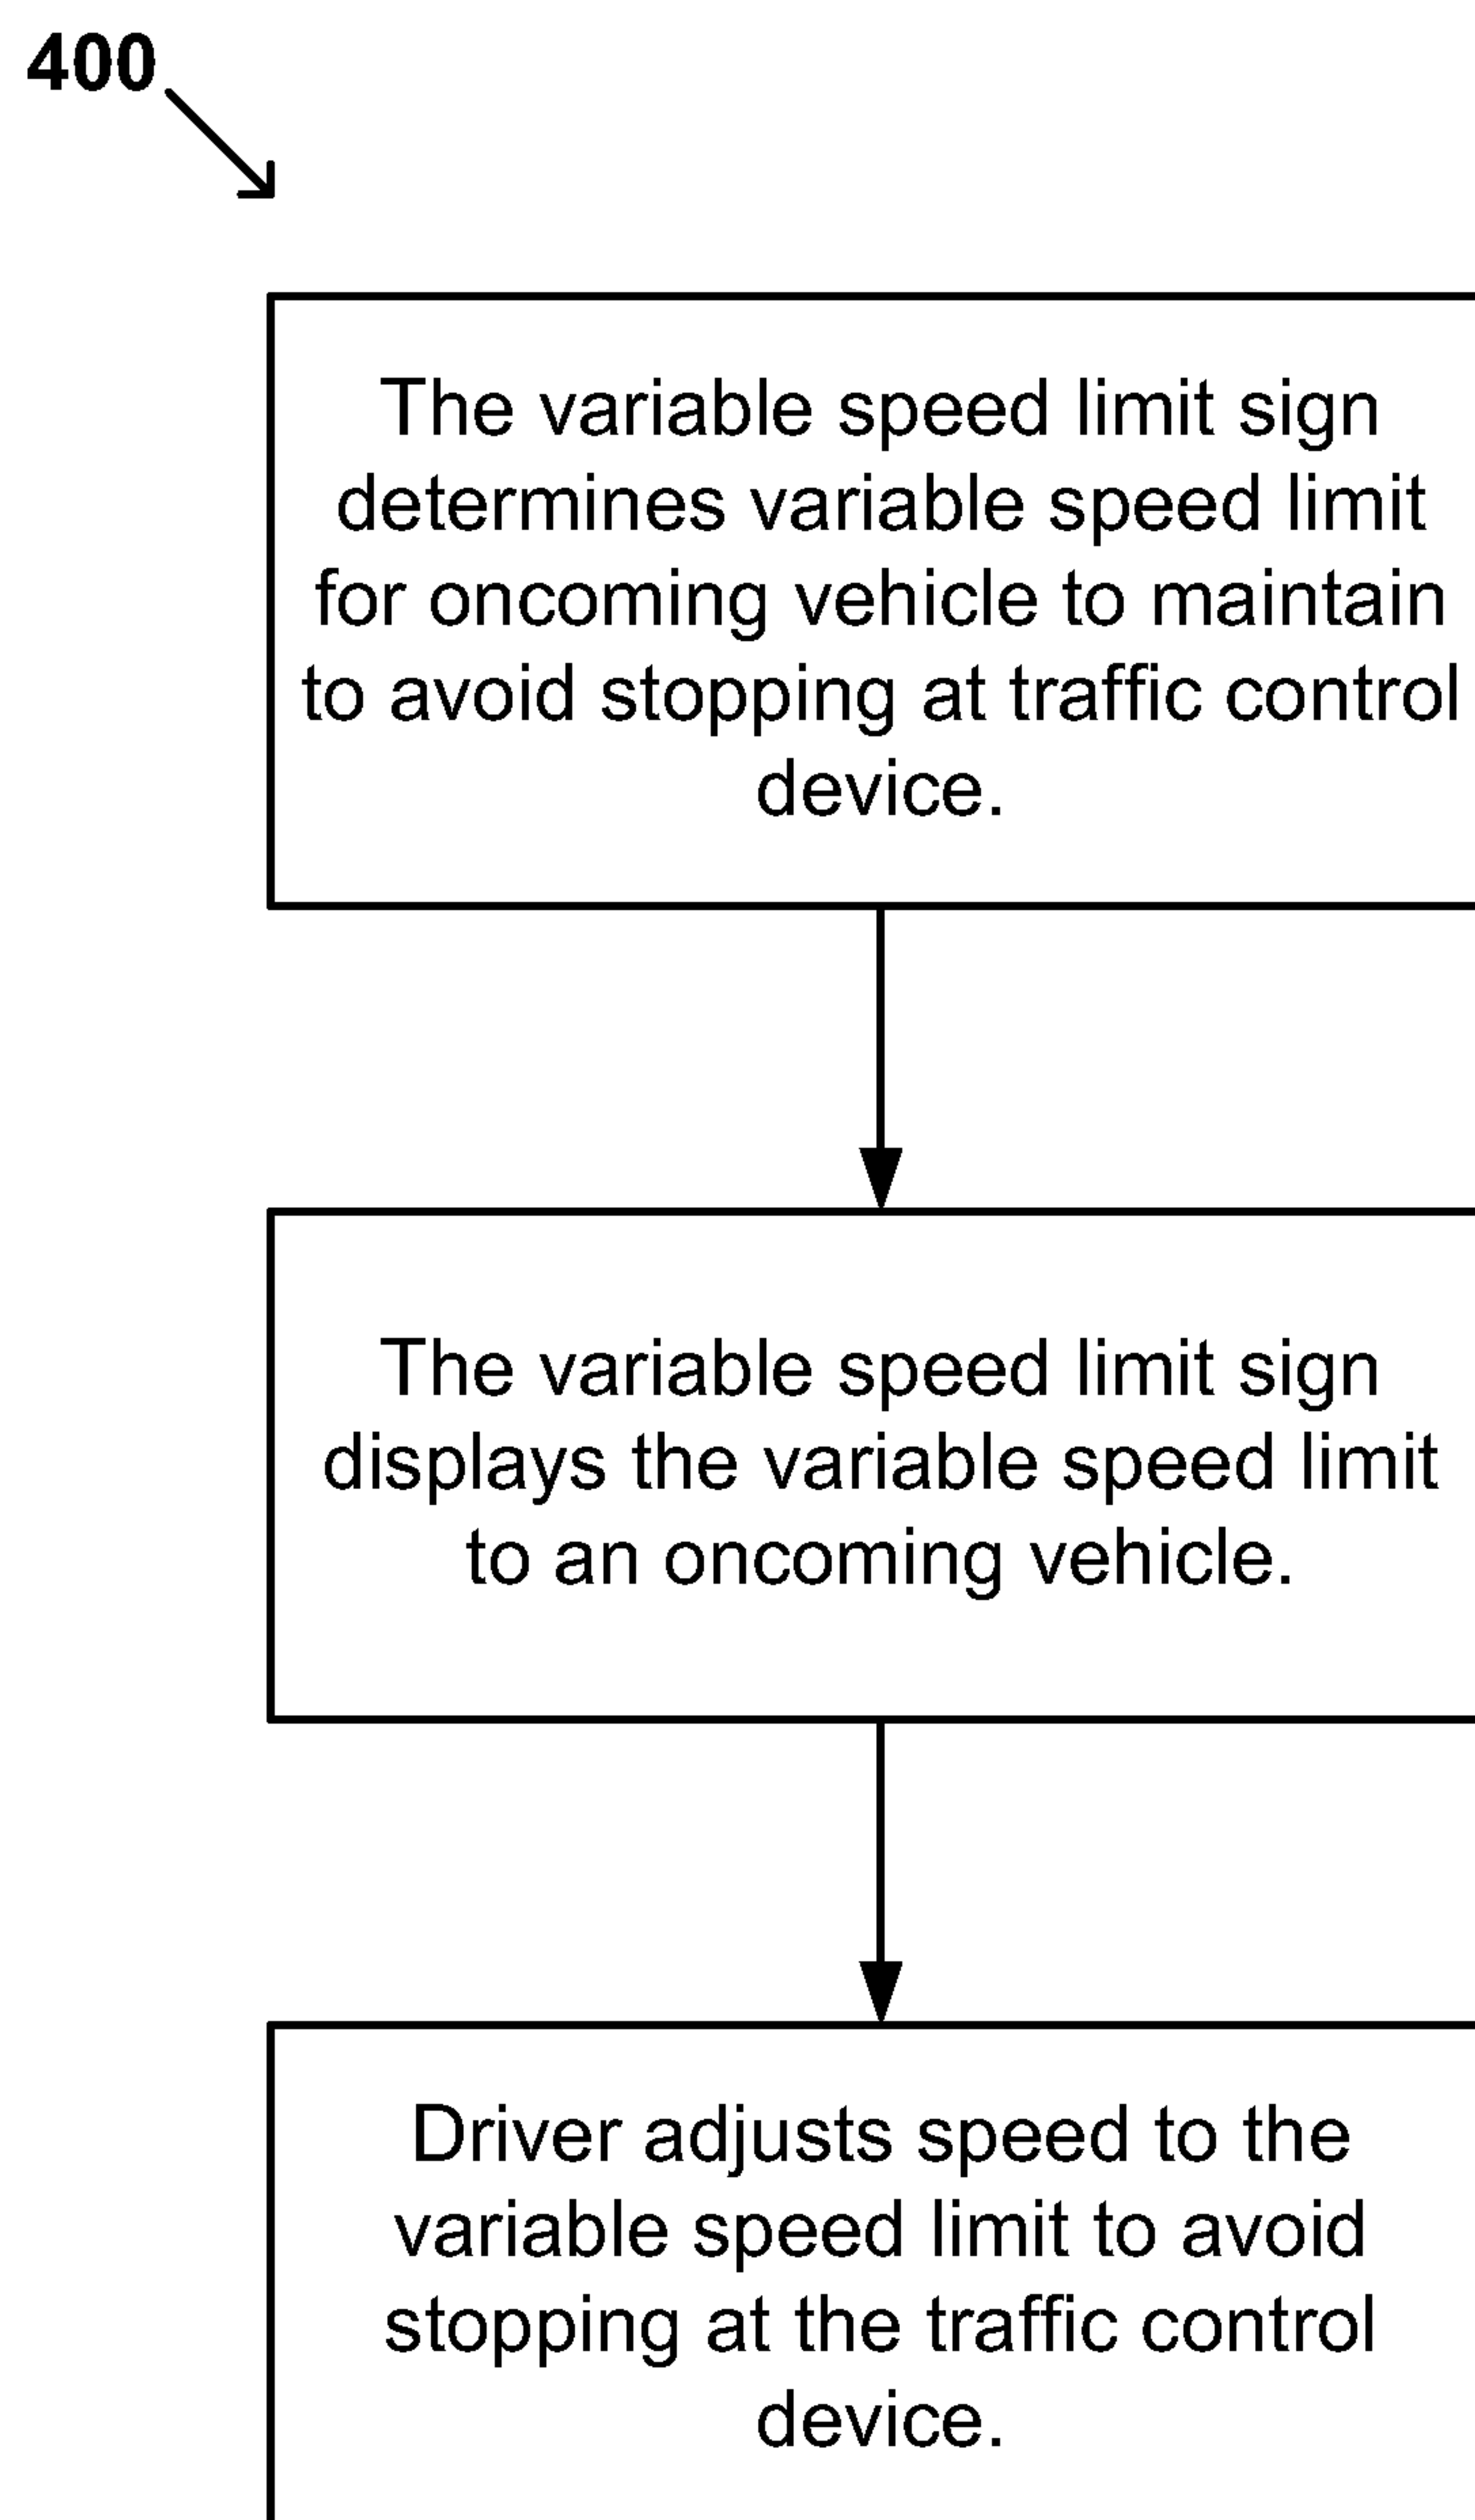 400
The variable speed limit sign
determines variable speed limit
for oncoming vehicle to maintain
to avoid stopping at traffic control
device.
The variable speed limit sign
displays the variable speed limit
to an oncoming vehicle.
Driver adjusts speed to the
variable speed limit to avoid
stopping at the traffic control
device.